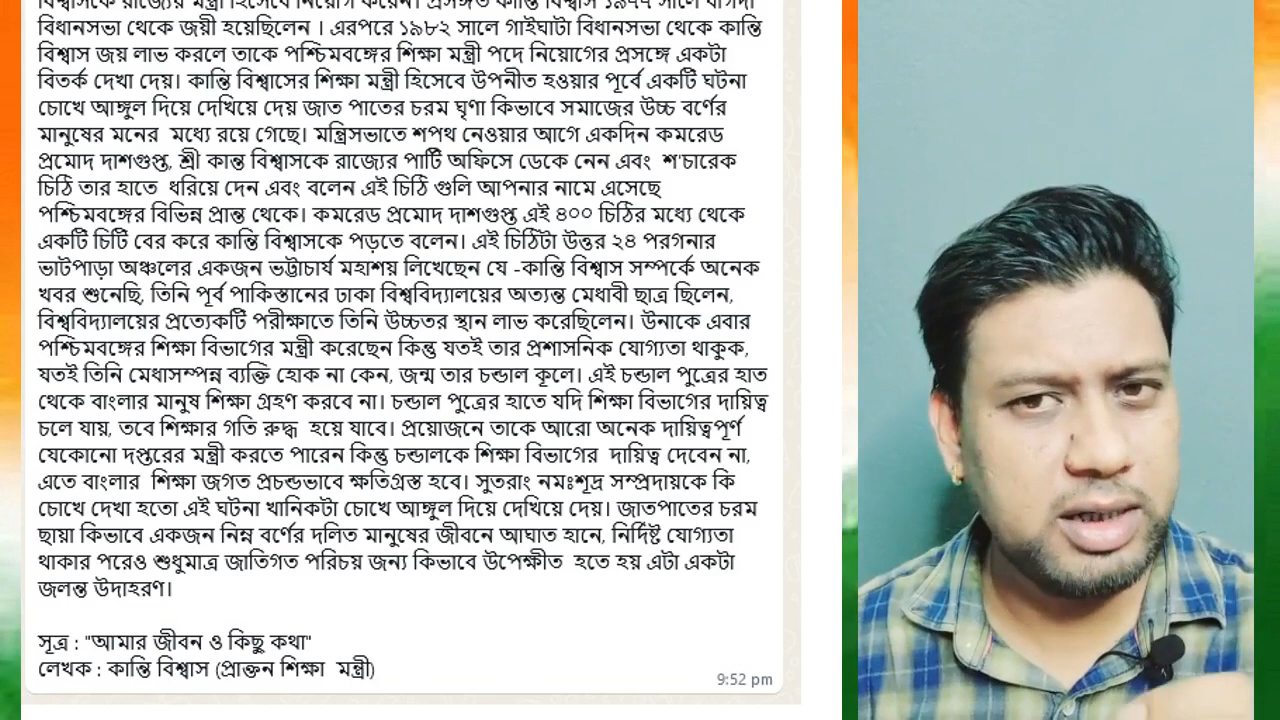 বিশ্বাসকে রাজ্যের মন্ত্রী হিসেবে নিয়োগ করেন। প্রসঙ্গত কান্তি বিশ্বাস ১৯৭৭ সালে বাগদা
বিধানসভা থেকে জয়ী হয়েছিলেন । এরপরে ১৯৮২ সালে গাইঘাটা বিধানসভা থেকে কান্তি
বিশ্বাস জয় লাভ করলে তাকে পশ্চিমবঙ্গের শিক্ষা মন্ত্রী পদে নিয়োগের প্রসঙ্গে একটা
বিতর্ক দেখা দেয়। কান্তি বিশ্বাসের শিক্ষা মন্ত্রী হিসেবে উপনীত হওয়ার পূর্বে একটি ঘটনা
চোখে আঙ্গুল দিয়ে দেখিয়ে দেয় জাত পাতের চরম ঘৃণা কিভাবে সমাজের উচ্চ বর্ণের
মানুষের মনের মধ্যে রয়ে গেছে। মন্ত্রিসভাতে শপথ নেওয়ার আগে একদিন কমরেড
প্রমোদ দাশগুপ্ত, শ্রী কান্ত বিশ্বাসকে রাজ্যের পার্টি অফিসে ডেকে নেন এবং শ'চারেক
চিঠি তার হাতে ধরিয়ে দেন এবং বলেন এই চিঠি গুলি আপনার নামে এসেছে
পশ্চিমবঙ্গের বিভিন্ন প্রান্ত থেকে। কমরেড প্রমোদ দাশগুপ্ত এই ৪০০ চিঠির মধ্যে থেকে
একটি চিটি বের করে কান্তি বিশ্বাসকে পড়তে বলেন। এই চিঠিটা উত্তর ২৪ পরগনার
ভাটপাড়া অঞ্চলের একজন ভট্টাচার্য মহাশয় লিখেছেন যে -কান্তি বিশ্বাস সম্পর্কে অনেক
খবর শুনেছি, তিনি পূর্ব পাকিস্তানের ঢাকা বিশ্ববিদ্যালয়ের অত্যন্ত মেধাবী ছাত্র ছিলেন,
বিশ্ববিদ্যালয়ের প্রত্যেকটি পরীক্ষাতে তিনি উচ্চতর স্থান লাভ করেছিলেন। উনাকে এবার
পশ্চিমবঙ্গের শিক্ষা বিভাগের মন্ত্রী করেছেন কিন্তু যতই তার প্রশাসনিক যোগ্যতা থাকুক,
যতই তিনি মেধাসম্পন্ন ব্যক্তি হোক না কেন, জন্ম তার চন্ডাল কূলে। এই চন্ডাল পুত্রের হাত
থেকে বাংলার মানুষ শিক্ষা গ্রহণ করবে না। চন্ডাল পুত্রের হাতে যদি শিক্ষা বিভাগের দায়িত্ব
চলে যায়, তবে শিক্ষার গতি রুদ্ধ হয়ে যাবে। প্রয়োজনে তাকে আরো অনেক দায়িত্বপূর্ণ
যেকোনো দপ্তরের মন্ত্রী করতে পারেন কিন্তু চন্ডালকে শিক্ষা বিভাগের দায়িত্ব দেবেন না,
এতে বাংলার শিক্ষা জগত প্রচন্ডভাবে ক্ষতিগ্রস্ত হবে। সুতরাং নমঃশূদ্র সম্প্রদায়কে কি
চোখে দেখা হতো এই ঘটনা খানিকটা চোখে আঙ্গুল দিয়ে দেখিয়ে দেয়। জাতপাতের চরম
ছায়া কিভাবে একজন নিম্ন বর্ণের দলিত মানুষের জীবনে আঘাত হানে, নির্দিষ্ট যোগ্যতা
থাকার পরেও শুধুমাত্র জাতিগত পরিচয় জন্য কিভাবে উপেক্ষীত হতে হয় এটা একটা
জলন্ত উদাহরণ।
সূত্র : "আমার জীবন ও কিছু কথা"
লেখক : কান্তি বিশ্বাস (প্রাক্তন শিক্ষা মন্ত্রী)
9:52 pm